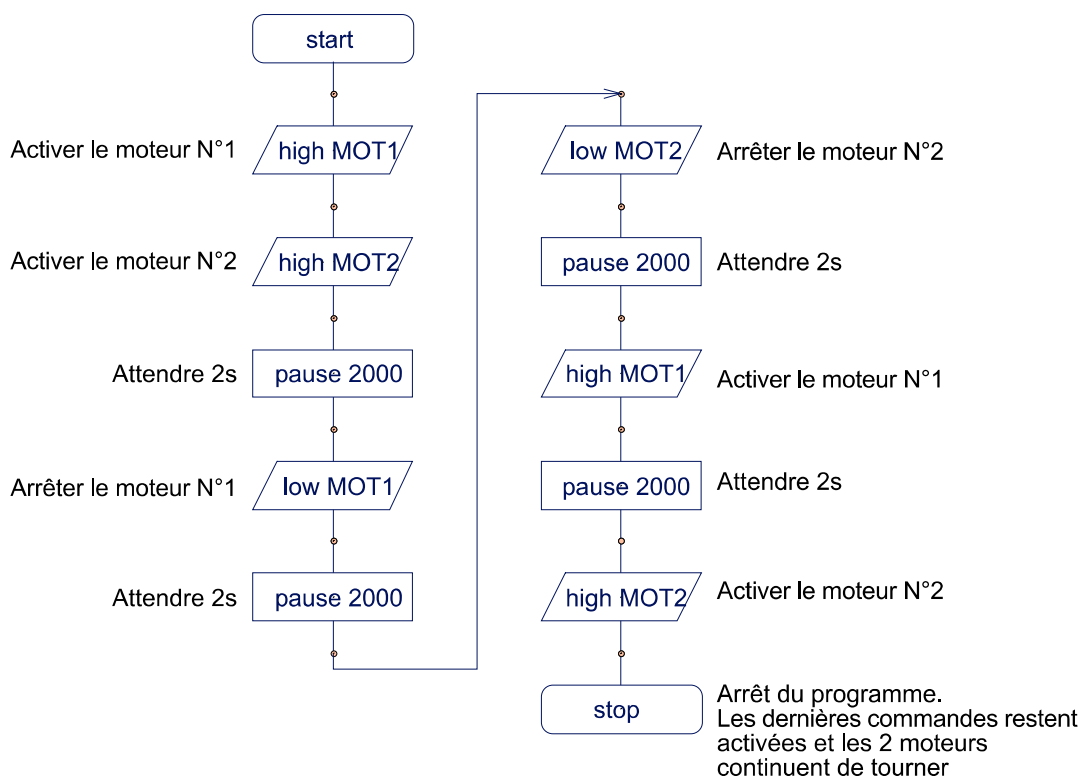 start
Activer le moteur N°1
high MOT1
Activer le moteur N°2
high MOT2
Attendre 2s
pause 2000
Arrêter le moteur N°1
low MOT1
Attendre 2s
pause 2000
low MOT2
Arrêter le moteur N°2
pause 2000
Attendre 2s
high MOT1
Activer le moteur N°1
pause 2000
Attendre 2s
high MOT2
Activer le moteur N°2
stop
Arrêt du programme.
Les dernières commandes restent
activées et les 2 moteurs
continuent de tourner